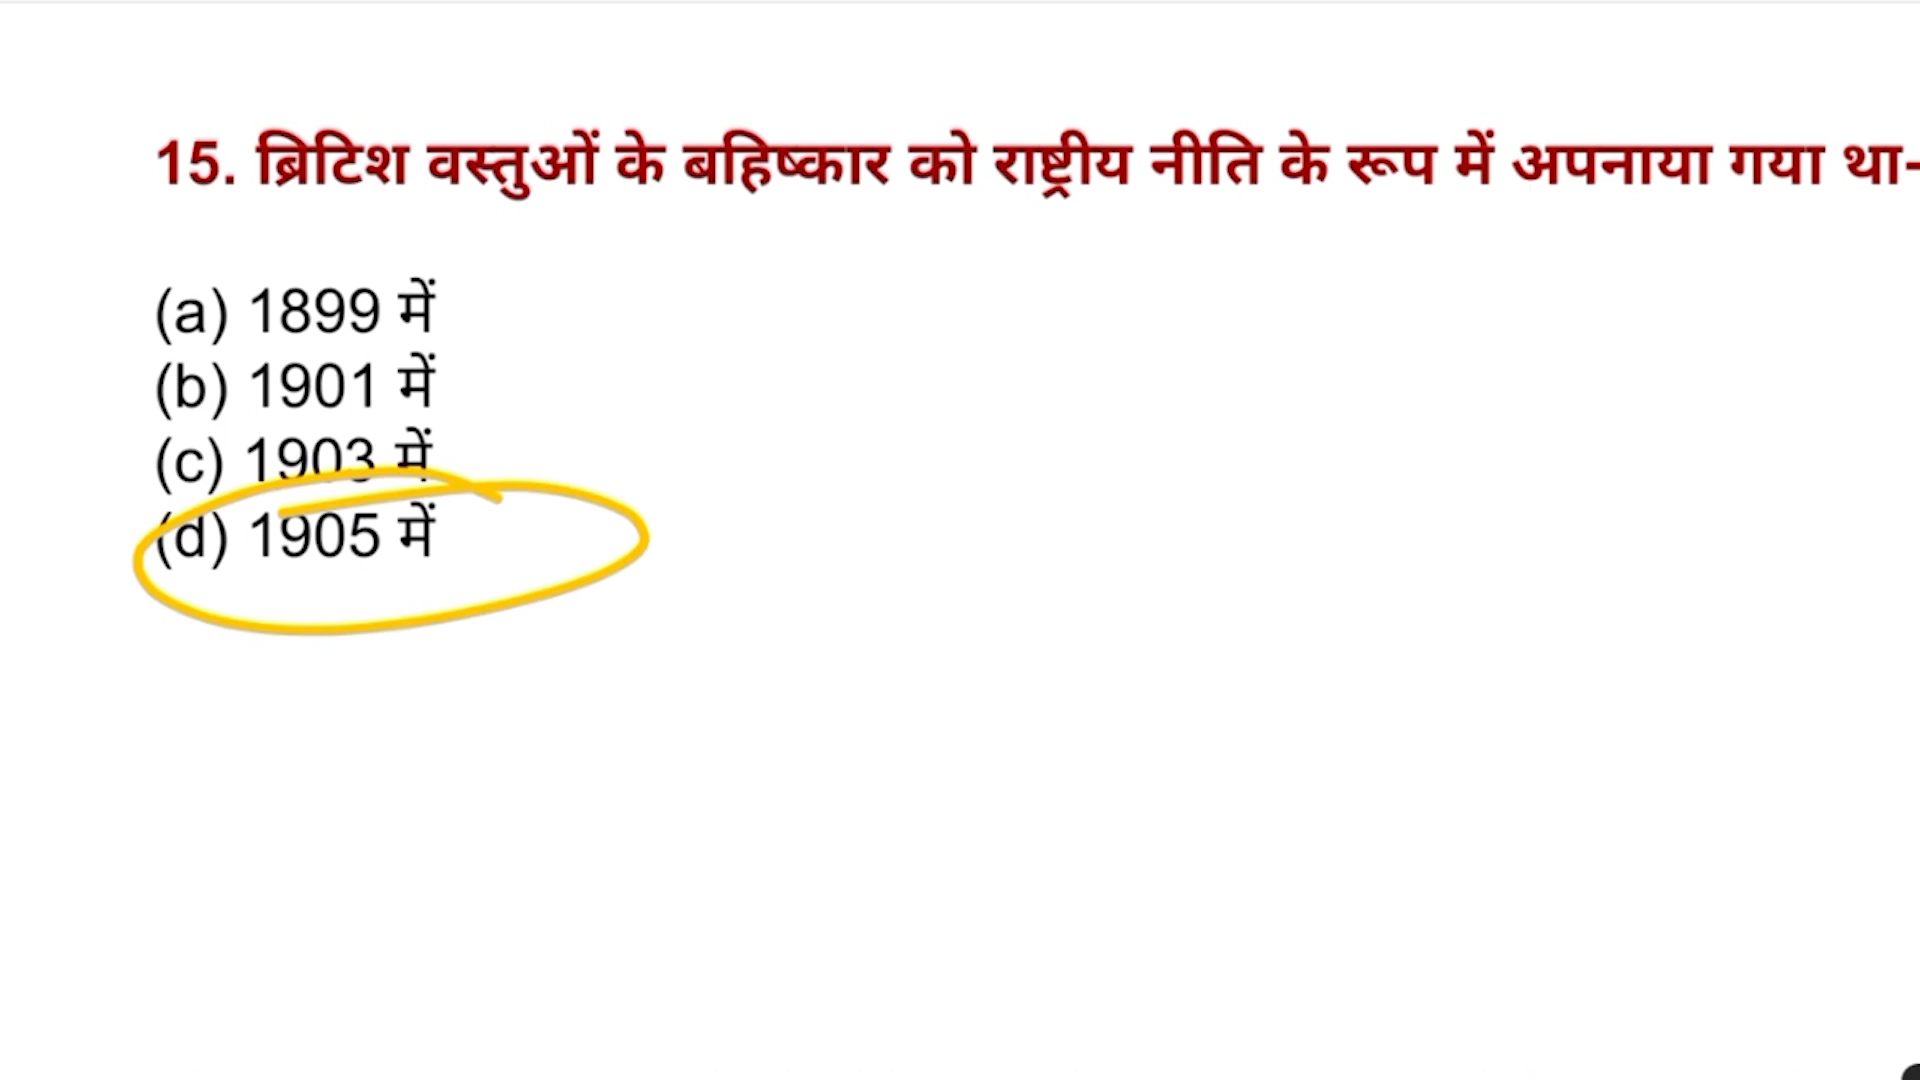 15. ब्रिटिश वस्तुओं के बहिष्कार को राष्ट्रीय नीति के रूप में अपनाया गया था-
(a) 1899 में
(b) 1901 में
(c) 1903 में
(d) 1905 में